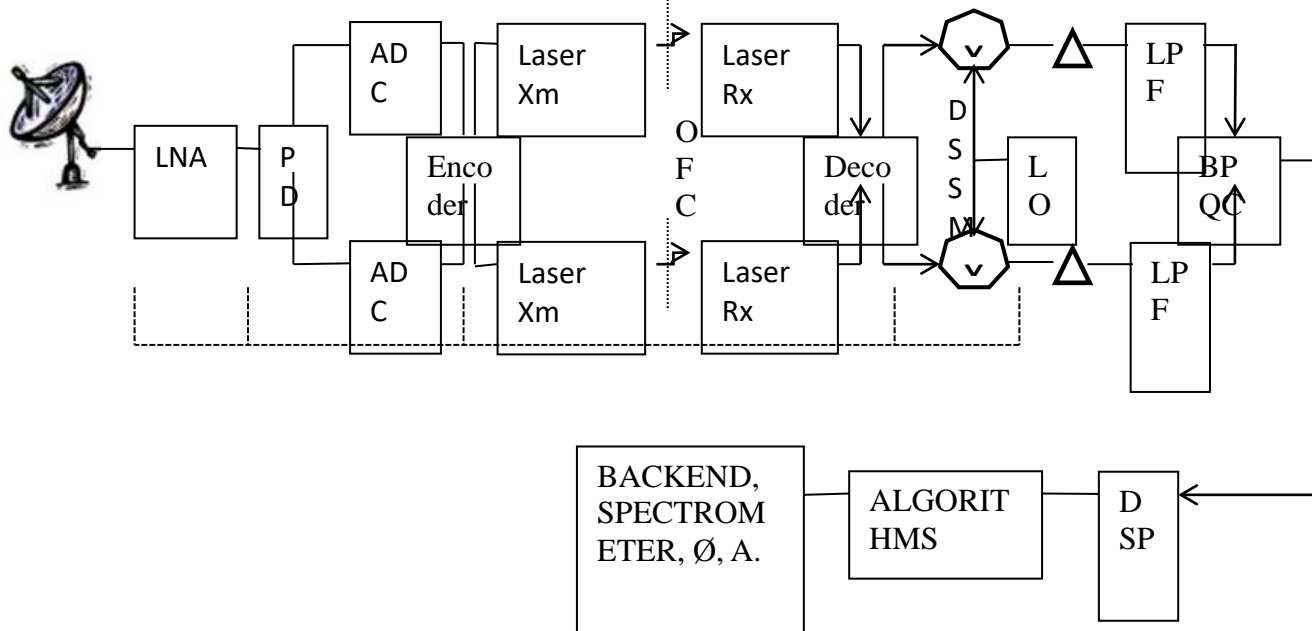 AD
C
Laser
Xm
Laser
Rx
LP
F
LNA
P
D
Enco
der
O
F
C
Deco
der
D
S
S
M
L
O
BP
QC
AD
C
Laser
Xm
Laser
Rx
LP
F
BACKEND,
SPECTROM
ETER, Ø, A.
ALGORIT
HMS
D
SP